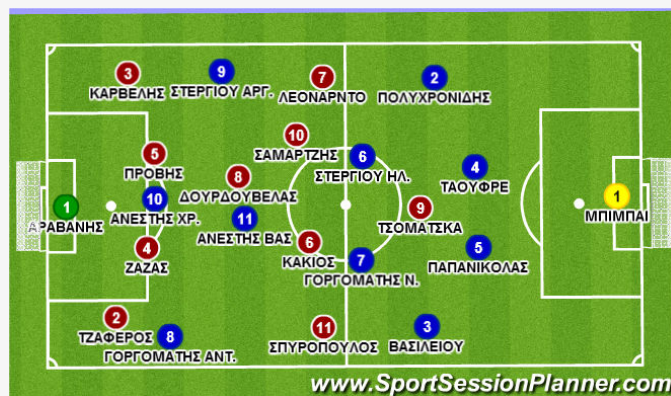 3
ΚΑΡΒΕΛΗΣ
9
ΣΤΕΡΓΙΟΥ ΑΡΓ.
7
ΛΕΟΝΑΡΝΤΟ
2
ΠΟΛΥΧΡΟΝΙΔΗΣ
5
ΠΡΟΒΗΣ
10
ΣΑΜΑΡΤΖΗΣ
6
ΣΤΕΡΓΙΟΥ ΗΛ.
4
ΤΑΟΥΦΡΕ
8
ΔΟΥΡΔΟΥΒΕΛΑΣ
10
ΑΝΕΣΤΗΣ ΧΡ.
1
ΑΡΑΒΑΝΗΣ
11
ΑΝΕΣΤΗΣ ΒΑΣ
9
ΤΣΟΜΑΤΣΚΑ
1
ΜΠΙΜΠΑΙ
4
ΖΑΖΑΣ
6
ΚΑΚΙΟΣ
7
ΓΟΡΓΟΜΑΤΗΣ Ν.
5
ΠΑΠΑΝΙΚΟΛΑΣ
2
ΤΖΑΦΕΡΟΣ
8
ΓΟΡΓΟΜΑΤΗΣ ΑΝΤ.
11
ΣΠΥΡΟΠΟΥΛΟΣ
3
ΒΑΣΙΛΕΙΟΥ
www.SportSessionPlanner.com